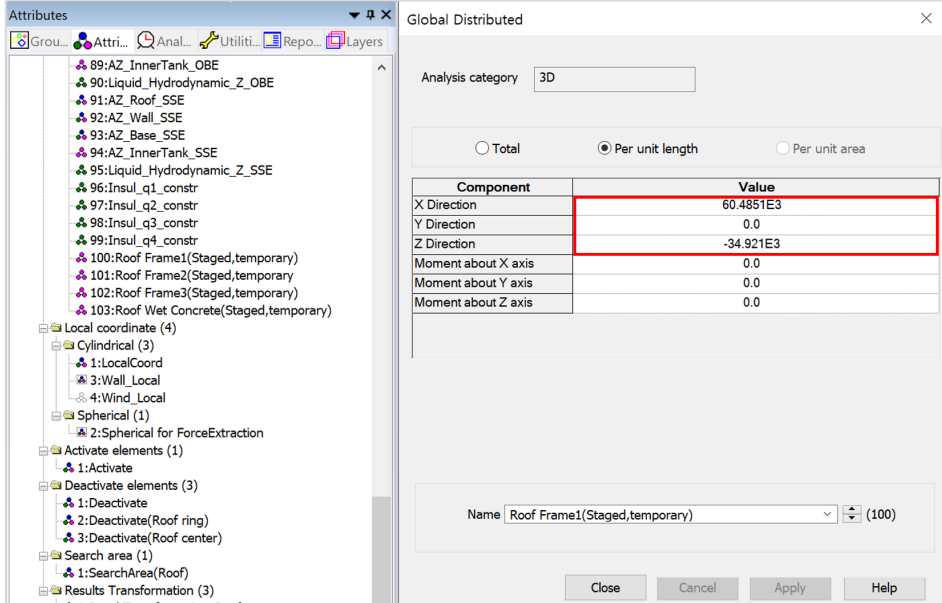 Attributes
Grou... Attri... Anal... Utiliti... Repo... Layers
89:AZ_InnerTank_OBE
90:Liquid_Hydrodynamic_Z_OBE
91:AZ_Roof_SSE
92:AZ_Wall_SSE
93:AZ_Base_SSE
94:AZ_InnerTank_SSE
95:Liquid_Hydrodynamic_Z_SSE
96:Insul_q1_constr
97:Insul_q2_constr
98:Insul_q3_constr
99:Insul_q4_constr
100:Roof Frame1(Staged,temporary)
101:Roof Frame2(Staged,temporary
102:Roof Frame3(Staged,temporary)
103:Roof Wet Concrete(Staged,temporary)
Local coordinate (4)
Cylindrical (3)
1:LocalCoord
3:Wall_Local
4:Wind_Local
Spherical (1)
2:Spherical for ForceExtraction
Activate elements (1)
1:Activate
Deactivate elements (3)
1:Deactivate
2:Deactivate(Roof ring)
3:Deactivate(Roof center)
Search area (1)
1:SearchArea(Roof)
Results Transformation (3)
Global Distributed
Analysis category 3D
Total Per unit length Per unit area
Component Value
X Direction 60.4851E3
Y Direction 0.0
Z Direction -34.921E3
Moment about X axis 0.0
Moment about Y axis 0.0
Moment about Z axis 0.0
Name Roof Frame1(Staged,temporary) (100)
Close Cancel Apply Help